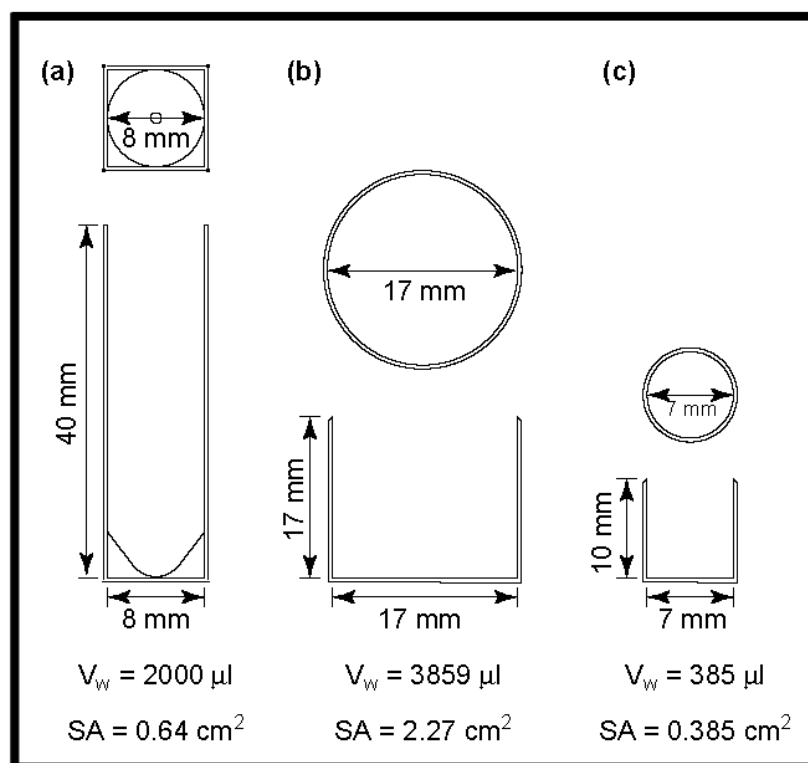 (a)
(b)
(c)
8 mm
17 mm
7 mm
40 mm
17 mm
10 mm
8 mm
17 mm
7 mm
V_w = 2000 µl
V_w = 3859 µl
V_w = 385 µl
SA = 0.64 cm²
SA = 2.27 cm²
SA = 0.385 cm²